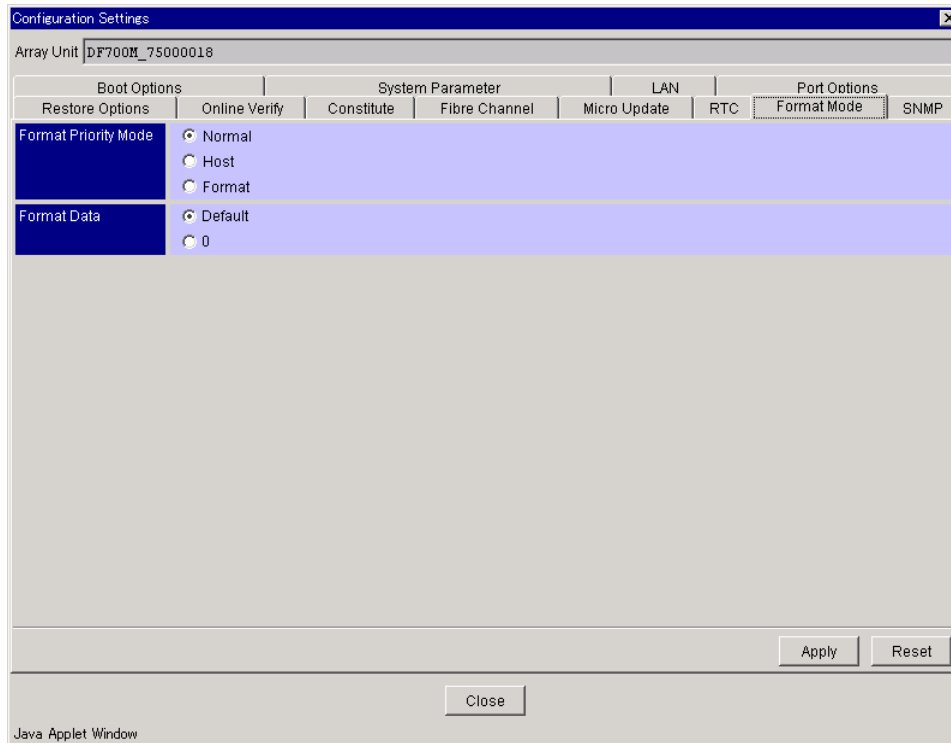 Configuration Settings
Array Unit DF700M_75000018
Boot Options System Parameter LAN Port Options
Restore Options Online Verify Constitute Fibre Channel Micro Update RTC Format Mode SNMP
Format Priority Mode Normal
Host
Format
Format Data Default
0
Apply Reset
Close
Java Applet Window